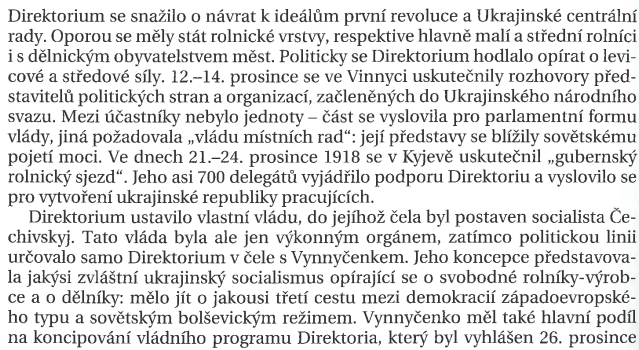 Direktorium se snažilo o návrat k ideálům první revoluce a Ukrajinské centrální
rady. Oporou se měly stát rolnické vrstvy, respektive hlavně malí a střední rolníci
i s dělnickým obyvatelstvem měst. Politicky se Direktorium hodlalo opírat o levi-
cové a středové síly. 12.–14. prosince se ve Vinnyci uskutečnily rozhovory před-
stavitelů politických stran a organizací, začleněných do Ukrajinského národního
svazu. Mezi účastníky nebylo jednoty – část se vyslovila pro parlamentní formu
vlády, jiná požadovala „vládu místních rad“: její představy se blížily sovětskému
pojetí moci. Ve dnech 21.–24. prosince 1918 se v Kyjevě uskutečnil „gubernský
rolnický sjezd“. Jeho asi 700 delegátů vyjádřilo podporu Direktoriu a vyslovilo se
pro vytvoření ukrajinské republiky pracujících.
Direktorium ustavilo vlastní vládu, do jejíhož čela byl postaven socialista Če-
chivskyj. Tato vláda byla ale jen výkonným orgánem, zatímco politickou linii
určovalo samo Direktorium v čele s Vynnyčenkem. Jeho koncepce představova-
la jakýsi zvláštní ukrajinský socialismus opírající se o svobodné rolníky-výrob-
ce a o dělníky: mělo jít o jakousi třetí cestu mezi demokracií západoevropské-
ho typu a sovětským bolševickým režimem. Vynnyčenko měl také hlavní podíl
na koncipování vládního programu Direktoria, který byl vyhlášen 26. prosince